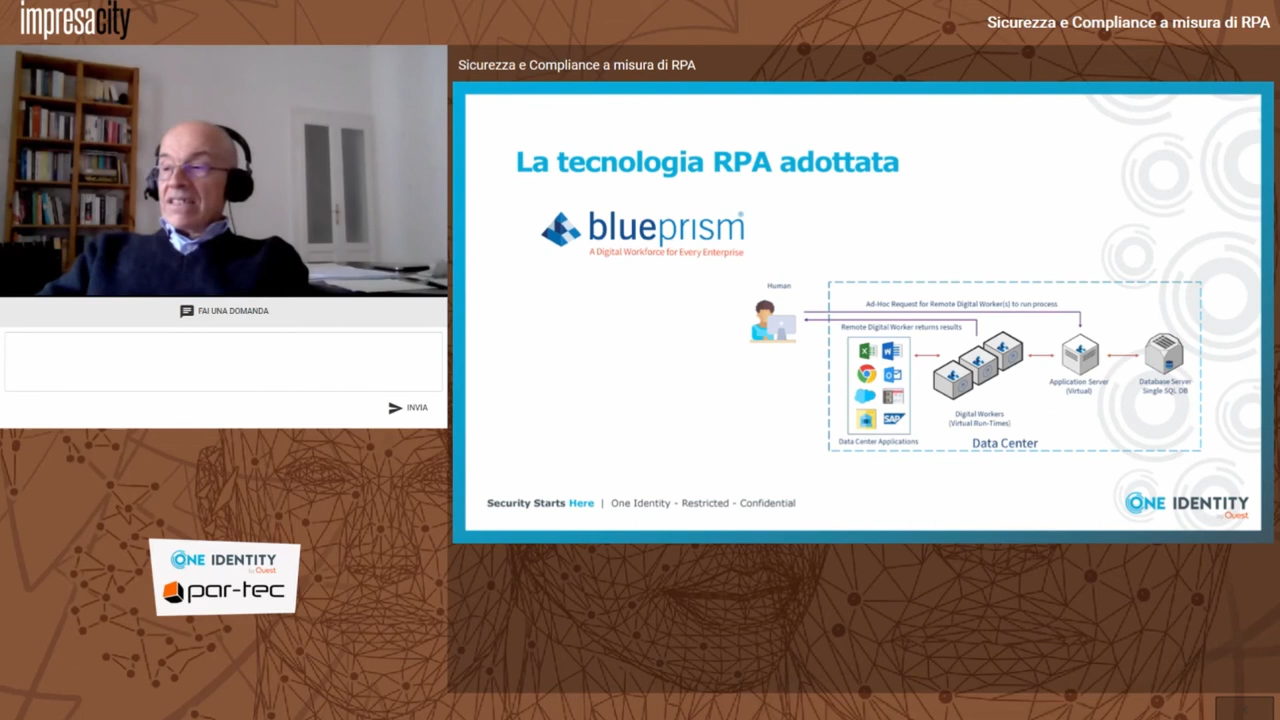 impresacity
Sicurezza e Compliance a misura di RPA
Sicurezza e Compliance a misura di RPA
FAI UNA DOMANDA
INVIA
La tecnologia RPA adottata
blueprism®
A Digital Workforce for Every Enterprise
Human
Ad-Hoc Request for Remote Digital Worker(s) to run process
Remote Digital Worker returns results
Application Server
(Virtual)
Database Server
Single SQL DB
Digital Workers
(Virtual Run-Times)
Data Center Applications
SAP
Data Center
Security Starts Here | One Identity - Restricted - Confidential
ONE IDENTITY
by Quest
ONE IDENTITY
by Quest
par-tec